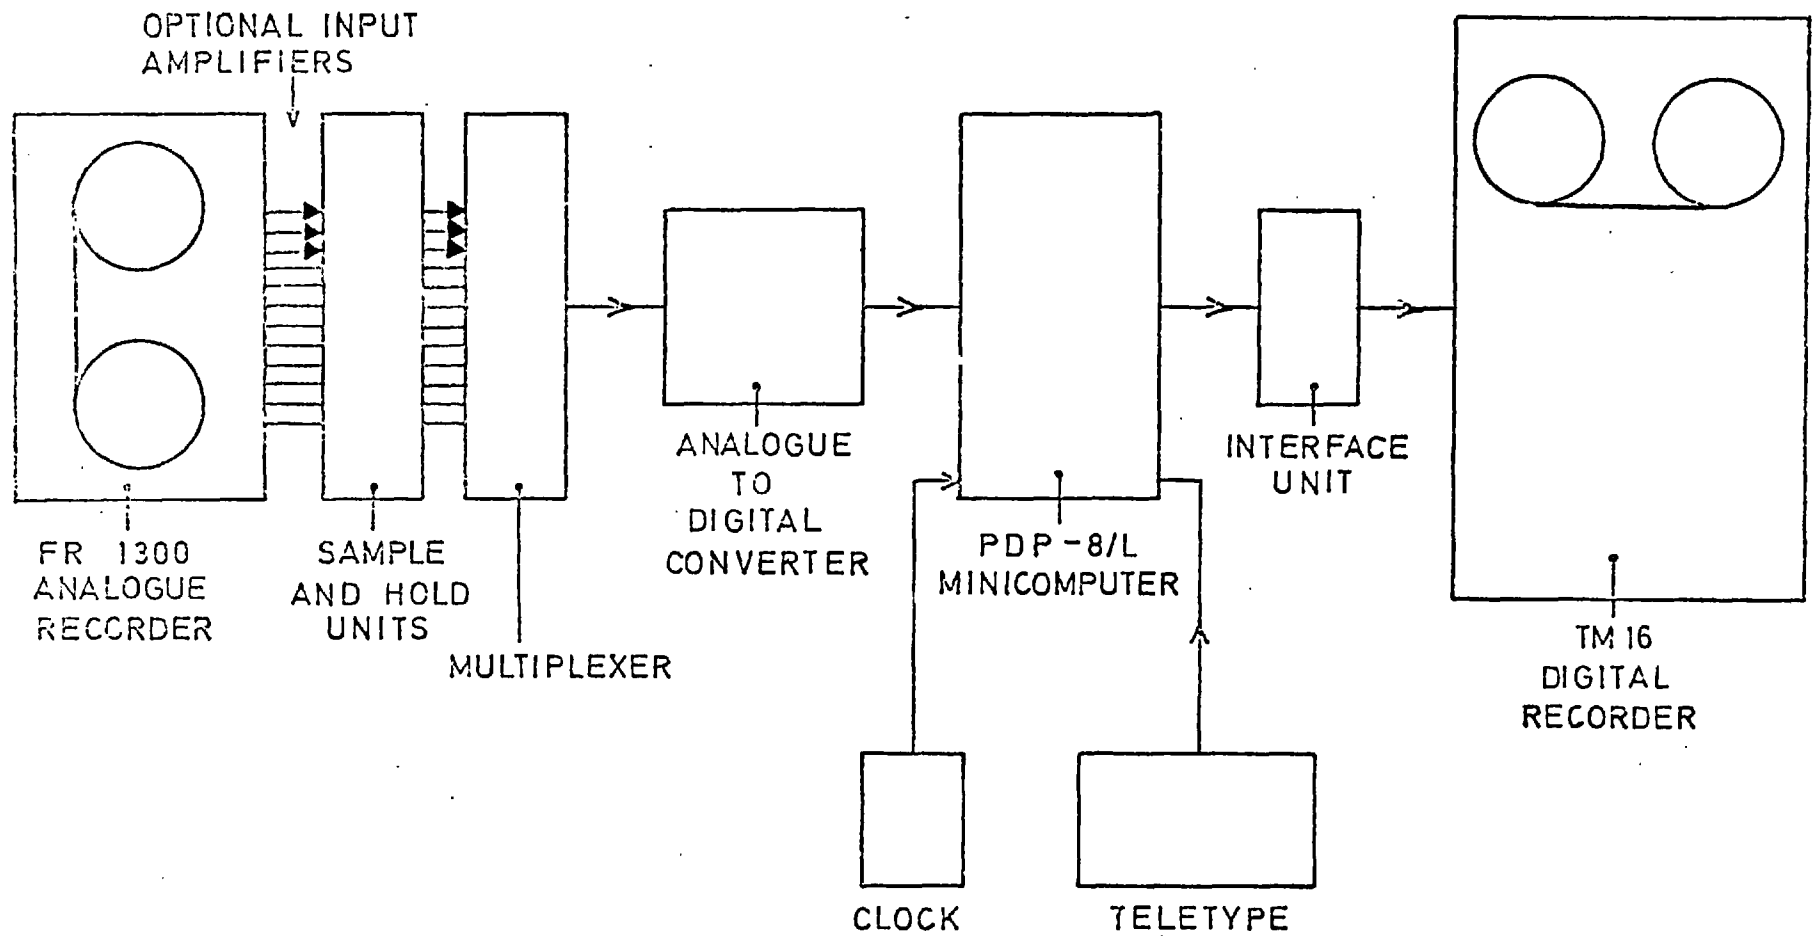 OPTIONAL INPUT
AMPLIFIERS
FR 1300
ANALOGUE
RECORDER
SAMPLE
AND HOLD
UNITS
MULTIPLEXER
ANALOGUE
TO
DIGITAL
CONVERTER
PDP-8/L
MINICOMPUTER
INTERFACE
UNIT
TM 16
DIGITAL
RECORDER
CLOCK
TELETYPE